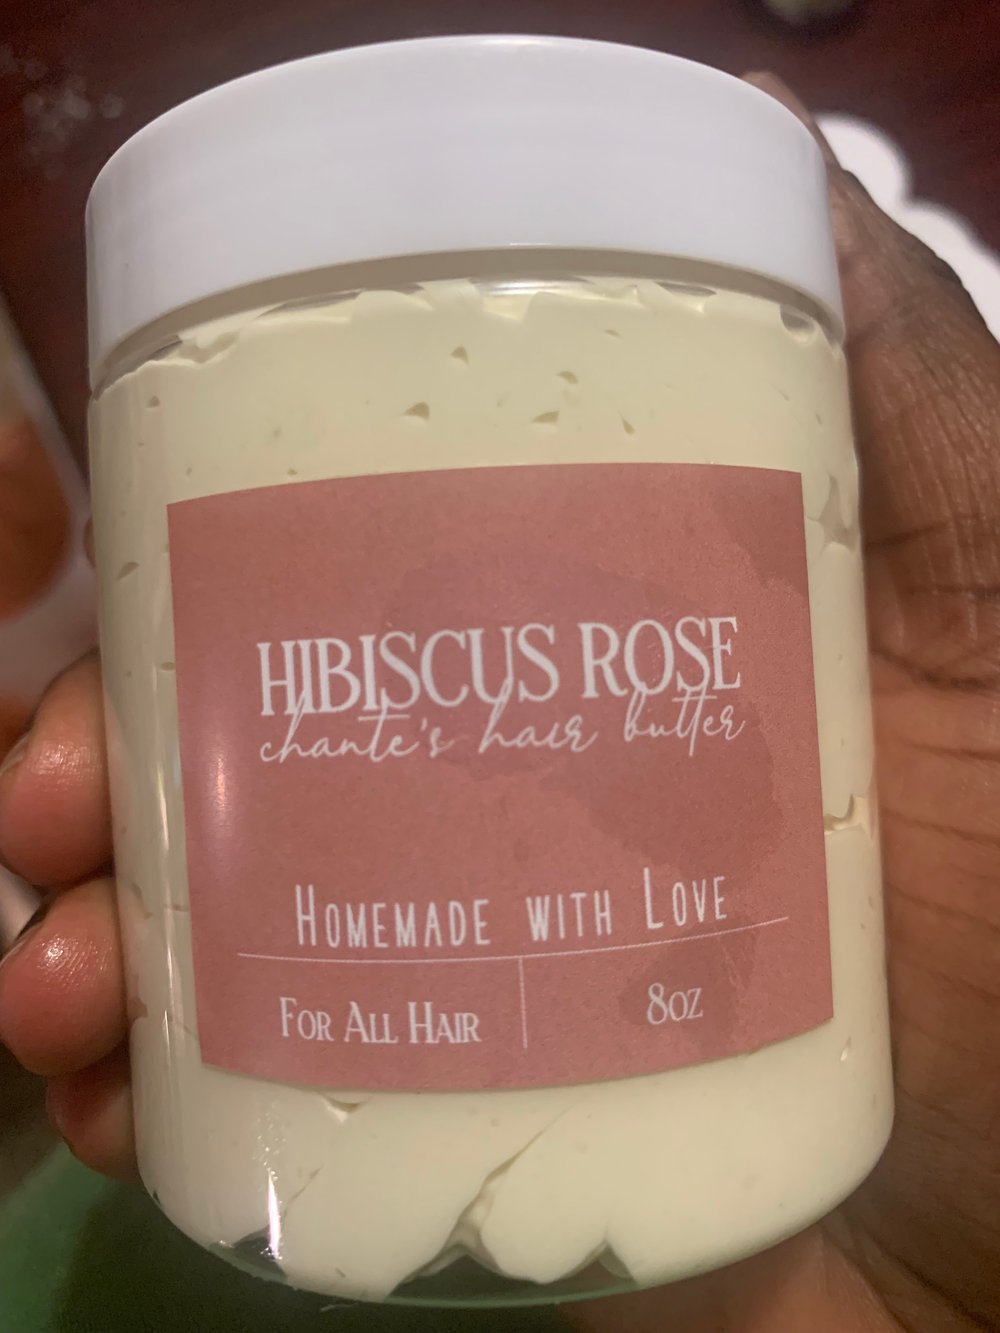 HIBISCUS ROSE
chante's hair butter
HOMEMADE WITH LOVE
FOR ALL HAIR
8OZ